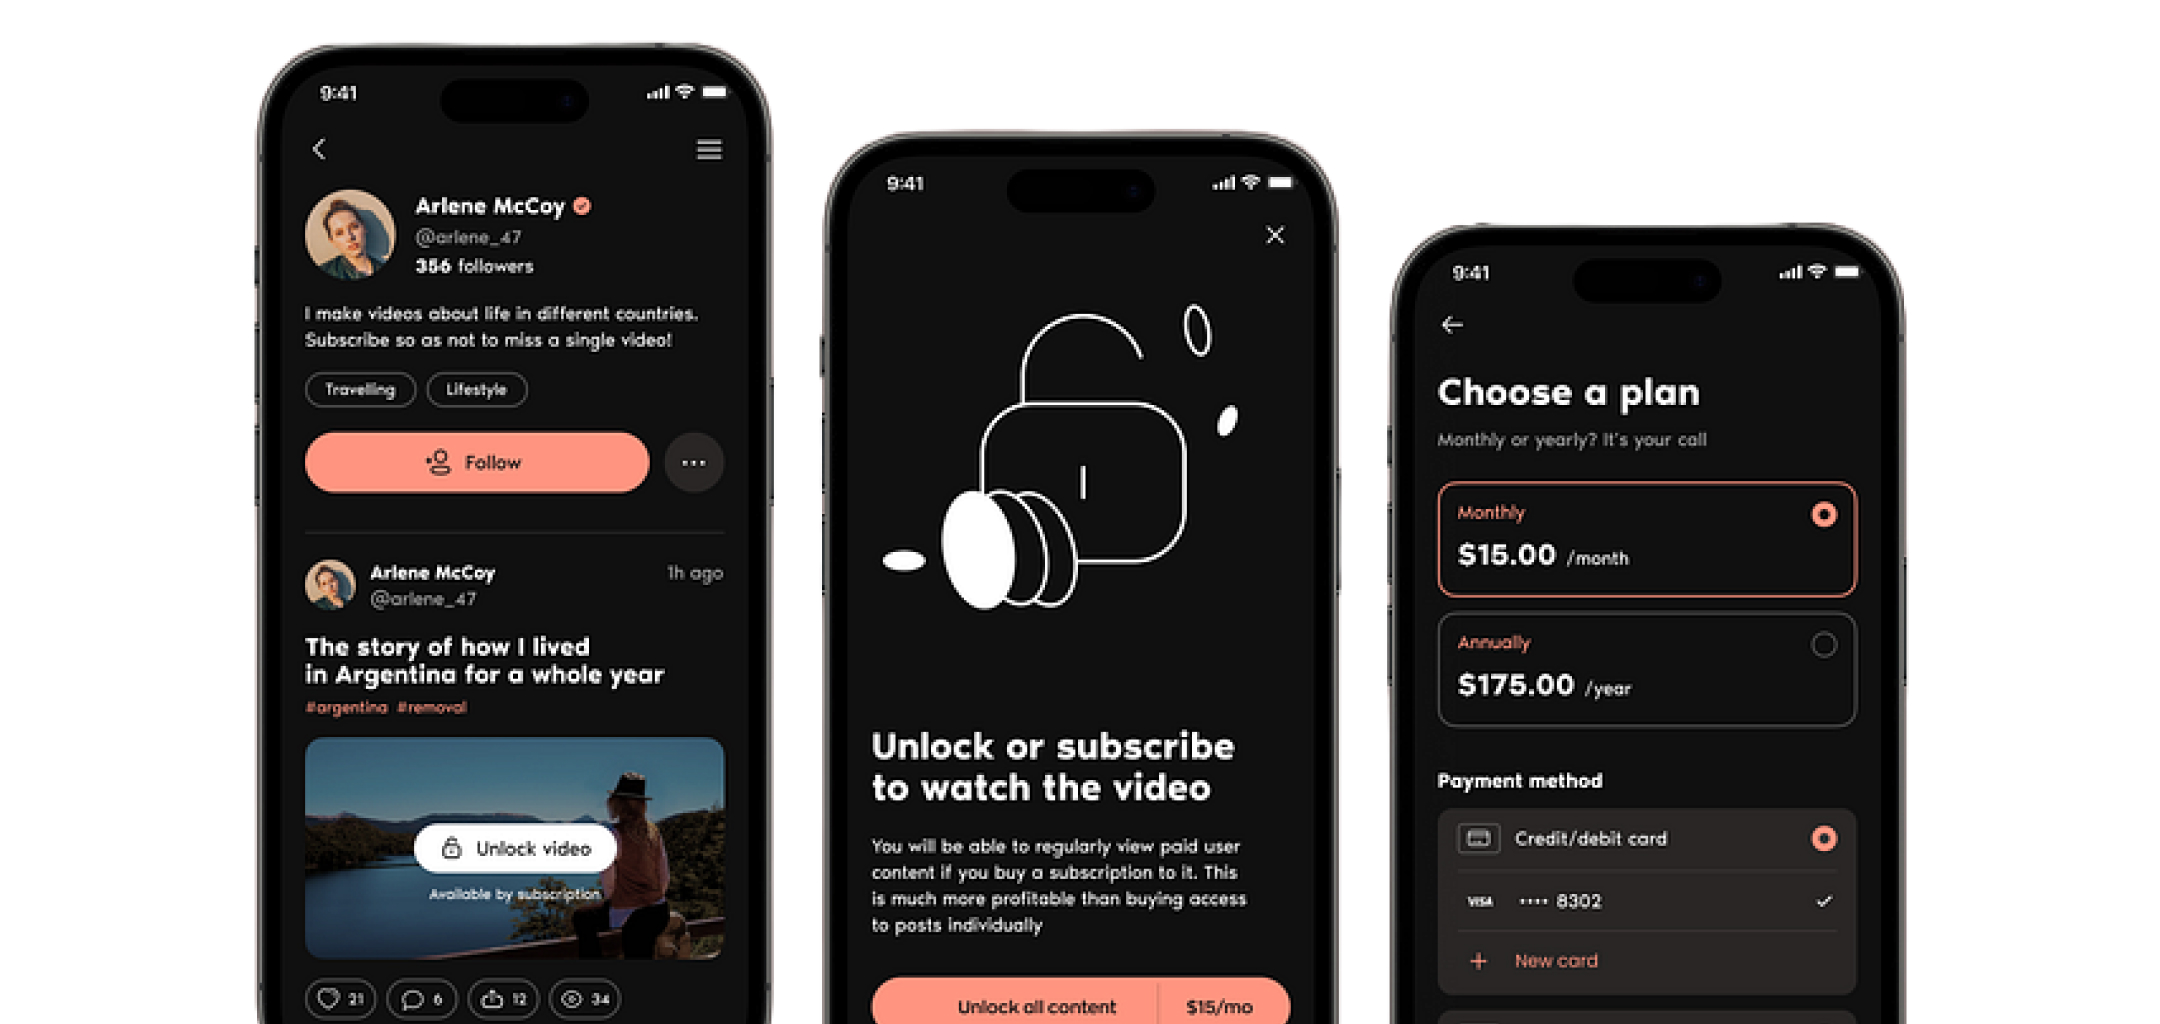 9:41
Arlene McCoy
@arlene_47
356 followers
I make videos about life in different countries.
Subscribe so as not to miss a single video!
Travelling Lifestyle
Follow
Arlene McCoy 1h ago
@arlene_47
The story of how I lived
in Argentina for a whole year
#argentina #removal
Unlock video
Available by subscription
21 6 12 34
9:41
Unlock or subscribe
to watch the video
You will be able to regularly view paid user
content if you buy a subscription to it. This
is much more profitable than buying access
to posts individually
Unlock all content $15/mo
9:41
Choose a plan
Monthly or yearly? It's your call
Monthly
$15.00 /month
Annually
$175.00 /year
Payment method
Credit/debit card
VISA •••• 8302
New card